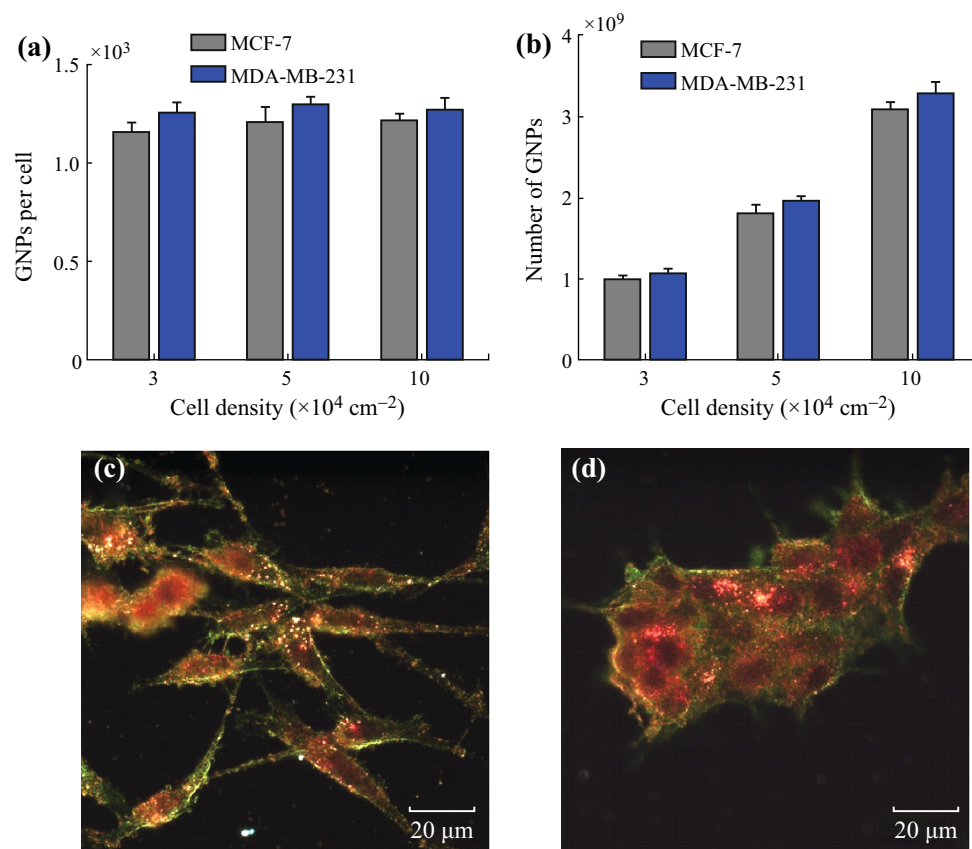 (a)
×10³
MCF-7
MDA-MB-231
1.5
1.0
0.5
0
GNPs per cell
3
5
10
Cell density (×10⁴ cm⁻²)
(b)
×10⁹
MCF-7
MDA-MB-231
4
3
2
1
0
Number of GNPs
3
5
10
Cell density (×10⁴ cm⁻²)
(c)
20 μm
(d)
20 μm